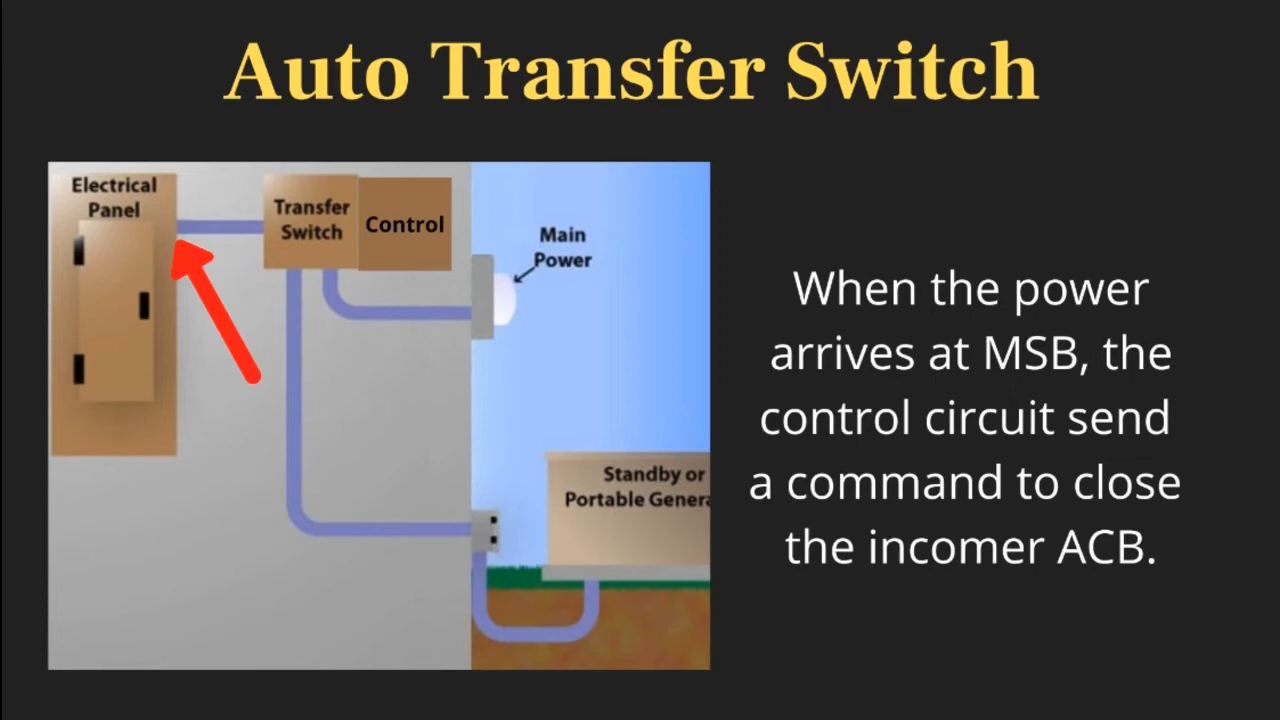 Auto Transfer Switch
Electrical
Panel
Transfer
Switch
Control
Main
Power
Standby or
Portable Genera
When the power
arrives at MSB, the
control circuit send
a command to close
the incomer ACB.